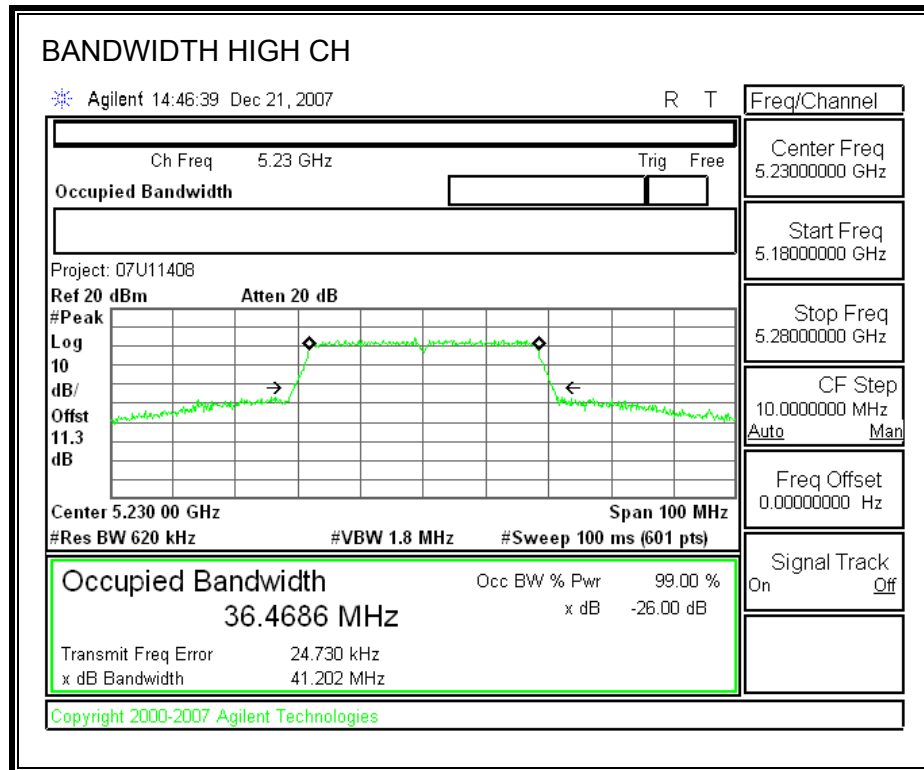 BANDWIDTH HIGH CH
Agilent 14:46:39 Dec 21, 2007 R T
Freq/Channel
Ch Freq 5.23 GHz Trig Free
Occupied Bandwidth
Center Freq
5.23000000 GHz
Start Freq
5.18000000 GHz
Stop Freq
5.28000000 GHz
CF Step
10.0000000 MHz
Auto Man
Freq Offset
0.00000000 Hz
Signal Track
On Off
Project: 07U11408
Ref 20 dBm Atten 20 dB
#Peak
Log
10
dB/
Offst
11.3
dB
Center 5.230 00 GHz Span 100 MHz
#Res BW 620 kHz #VBW 1.8 MHz #Sweep 100 ms (601 pts)
Occupied Bandwidth Occ BW % Pwr 99.00 %
36.4686 MHz x dB -26.00 dB
Transmit Freq Error 24.730 kHz
x dB Bandwidth 41.202 MHz
Copyright 2000-2007 Agilent Technologies